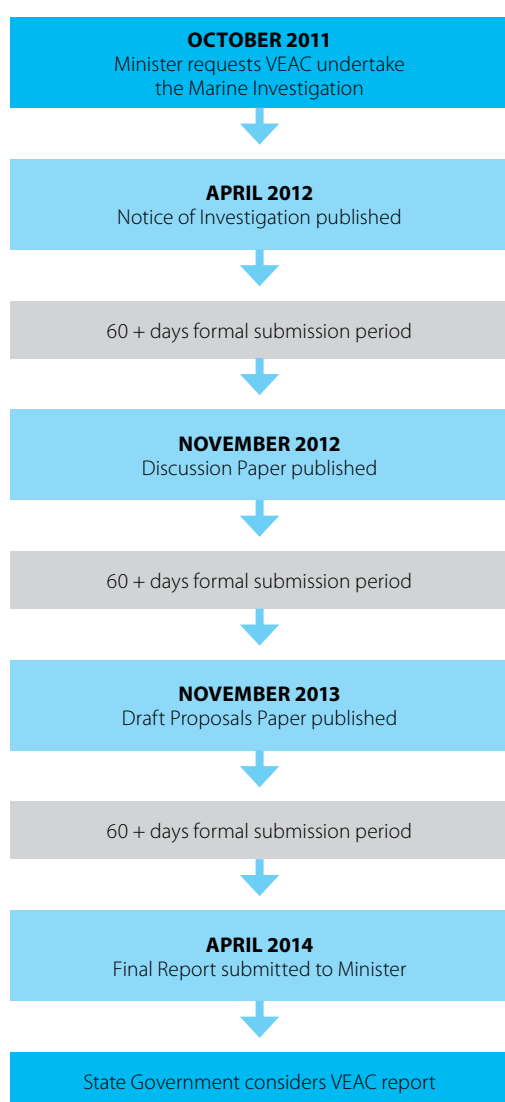 OCTOBER 2011
Minister requests VEAC undertake
the Marine Investigation
APRIL 2012
Notice of Investigation published
60 + days formal submission period
NOVEMBER 2012
Discussion Paper published
60 + days formal submission period
NOVEMBER 2013
Draft Proposals Paper published
60 + days formal submission period
APRIL 2014
Final Report submitted to Minister
State Government considers VEAC report